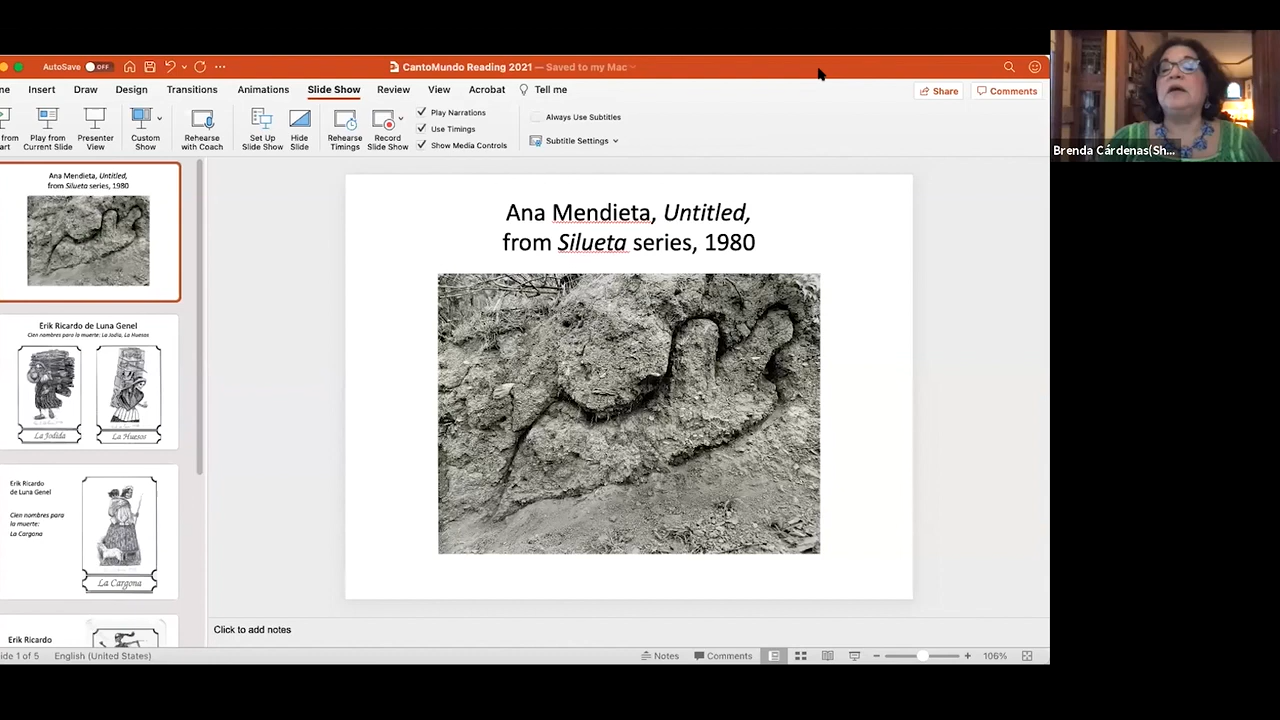 AutoSave OFF
CantoMundo Reading 2021 — Saved to my Mac
Insert Draw Design Transitions Animations Slide Show Review View Acrobat Tell me
Share Comments
Play from Current Slide
Presenter View
Custom Show
Rehearse with Coach
Set Up Slide Show
Hide Slide
Rehearse Timings
Record Slide Show
Play Narrations
Use Timings
Show Media Controls
Always Use Subtitles
Subtitle Settings
Ana Mendieta, Untitled,
from Silueta series, 1980
Erik Ricardo de Luna Genel
Cien nombres para la muerte: La Jodia, La Huesos
La Jodida
La Huesos
Erik Ricardo
de Luna Genel
Cien nombres para
la muerte:
La Cargona
La Cargona
Erik Ricardo
Ana Mendieta, Untitled,
from Silueta series, 1980
Click to add notes
lide 1 of 5 English (United States)
Notes Comments 106%
Brenda Cárdenas(Sh...